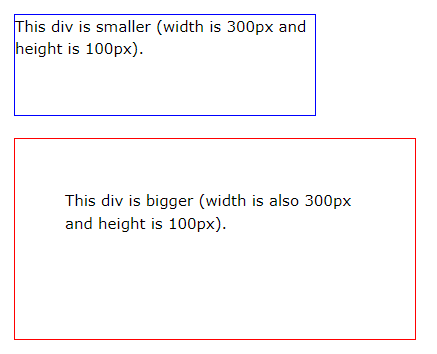 This div is smaller (width is 300px and
height is 100px).
This div is bigger (width is also 300px
and height is 100px).